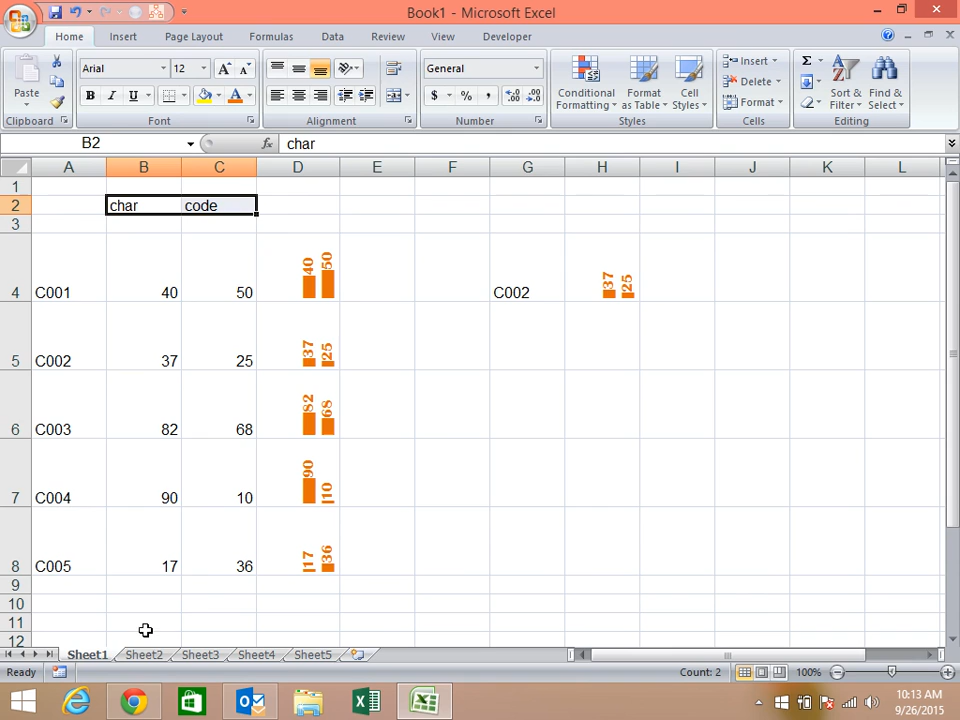 Book1 - Microsoft Excel
Home Insert Page Layout Formulas Data Review View Developer
Paste Arial 12 A A General Conditional Formatting Format as Table Cell Styles Insert Delete Format Σ Sort & Filter Find & Select
B I U A $ % ,
Clipboard Font Alignment Number Styles Cells Editing
B2 fx char
A B C D E F G H I J K L
1
2 char code
3
4 C001 40 50 40 50 C002 37 25
5 C002 37 25 37 25
6 C003 82 68 82 68
7 C004 90 10 90 10
8 C005 17 36 17 36
9
10
11
12
Sheet1 Sheet2 Sheet3 Sheet4 Sheet5
Ready Count: 2 100%
10:13 AM
9/26/2015